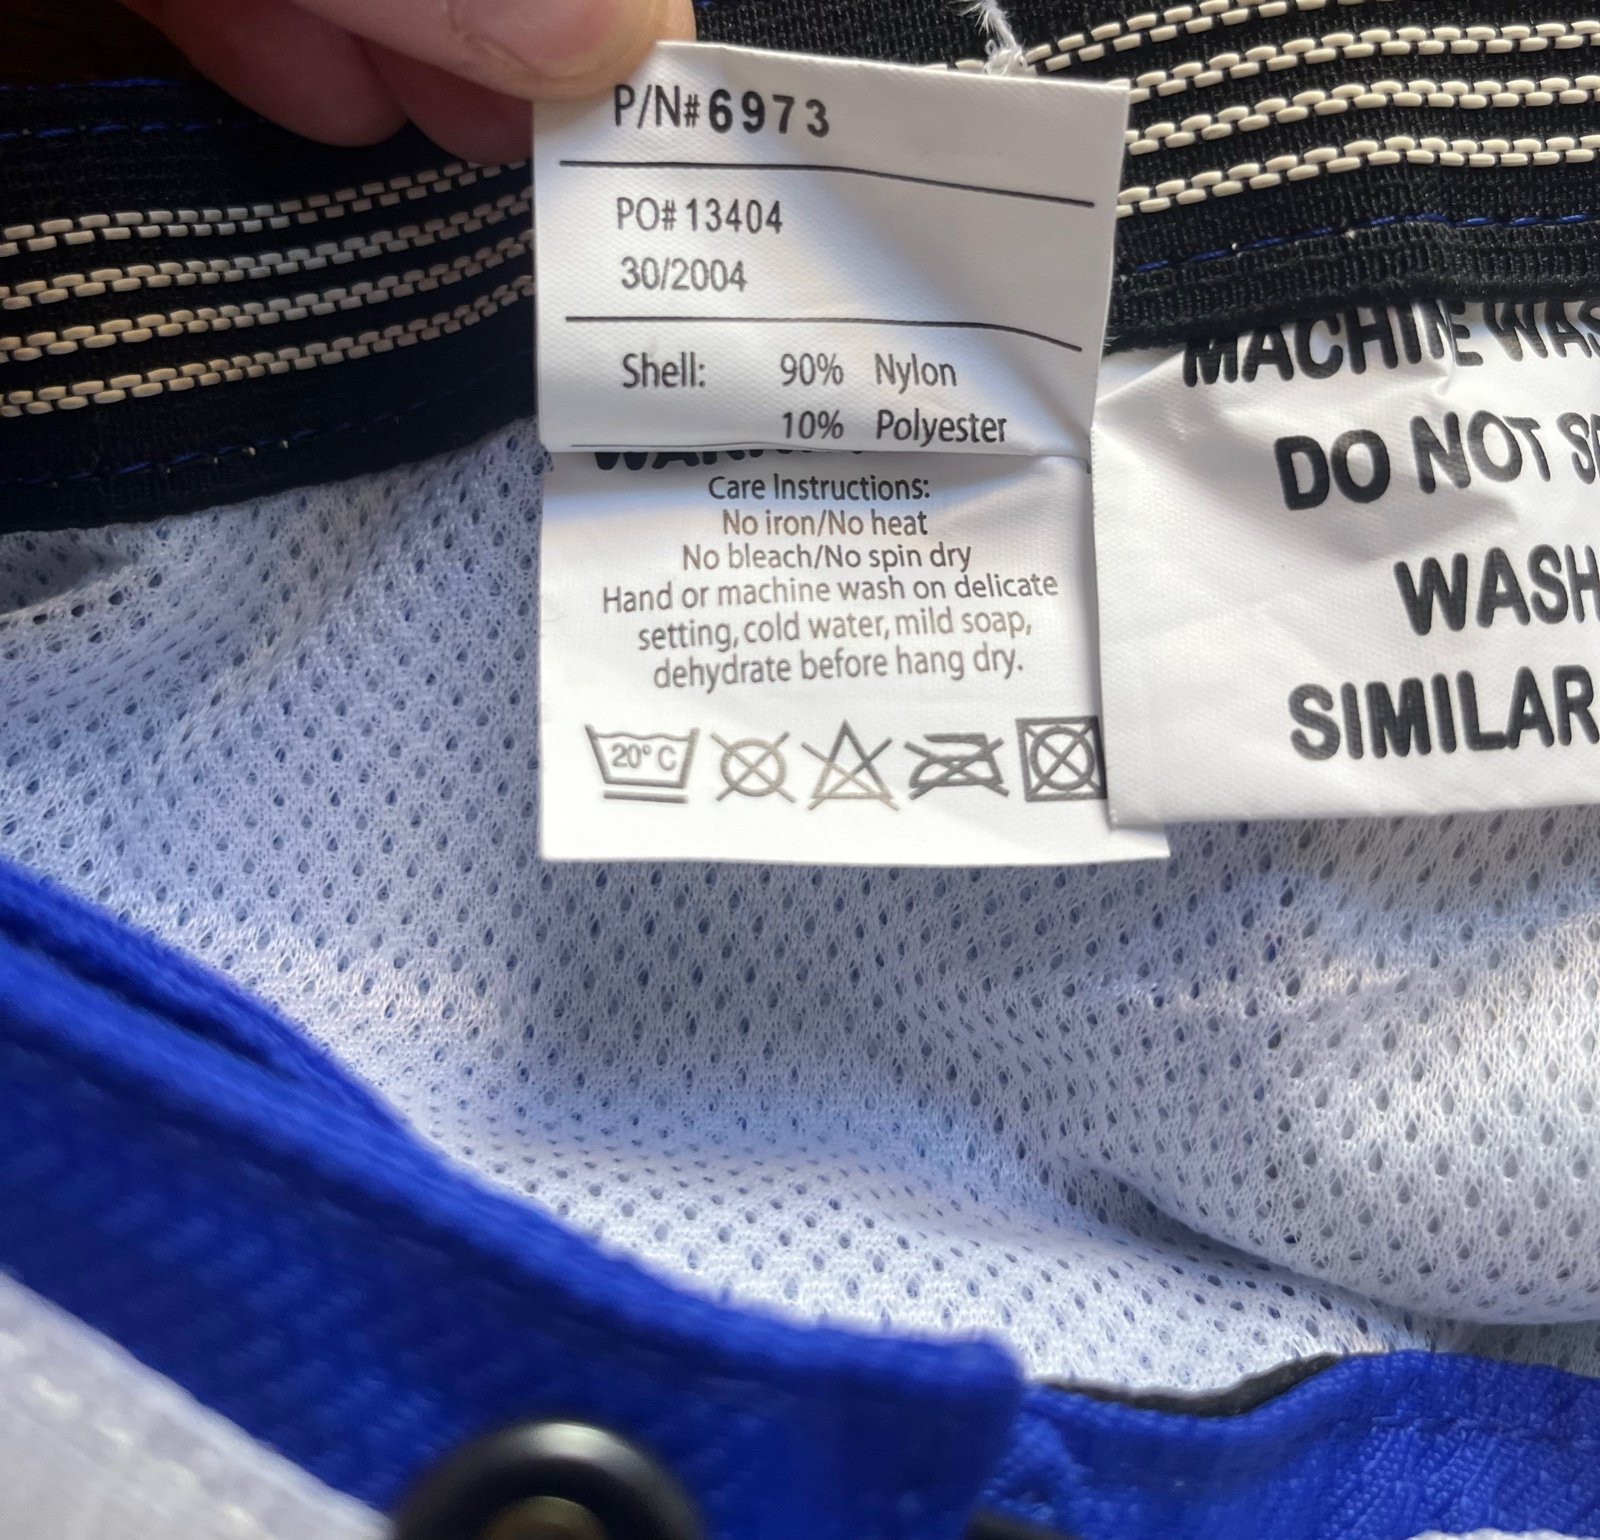 P/N#6973
PO#13404
30/2004
Shell: 90% Nylon
10% Polyester
Care Instructions:
No iron/No heat
No bleach/No spin dry
Hand or machine wash on delicate
setting, cold water, mild soap,
dehydrate before hang dry.
20°C
MACHINE
DO NOT
WASH
SIMILAR